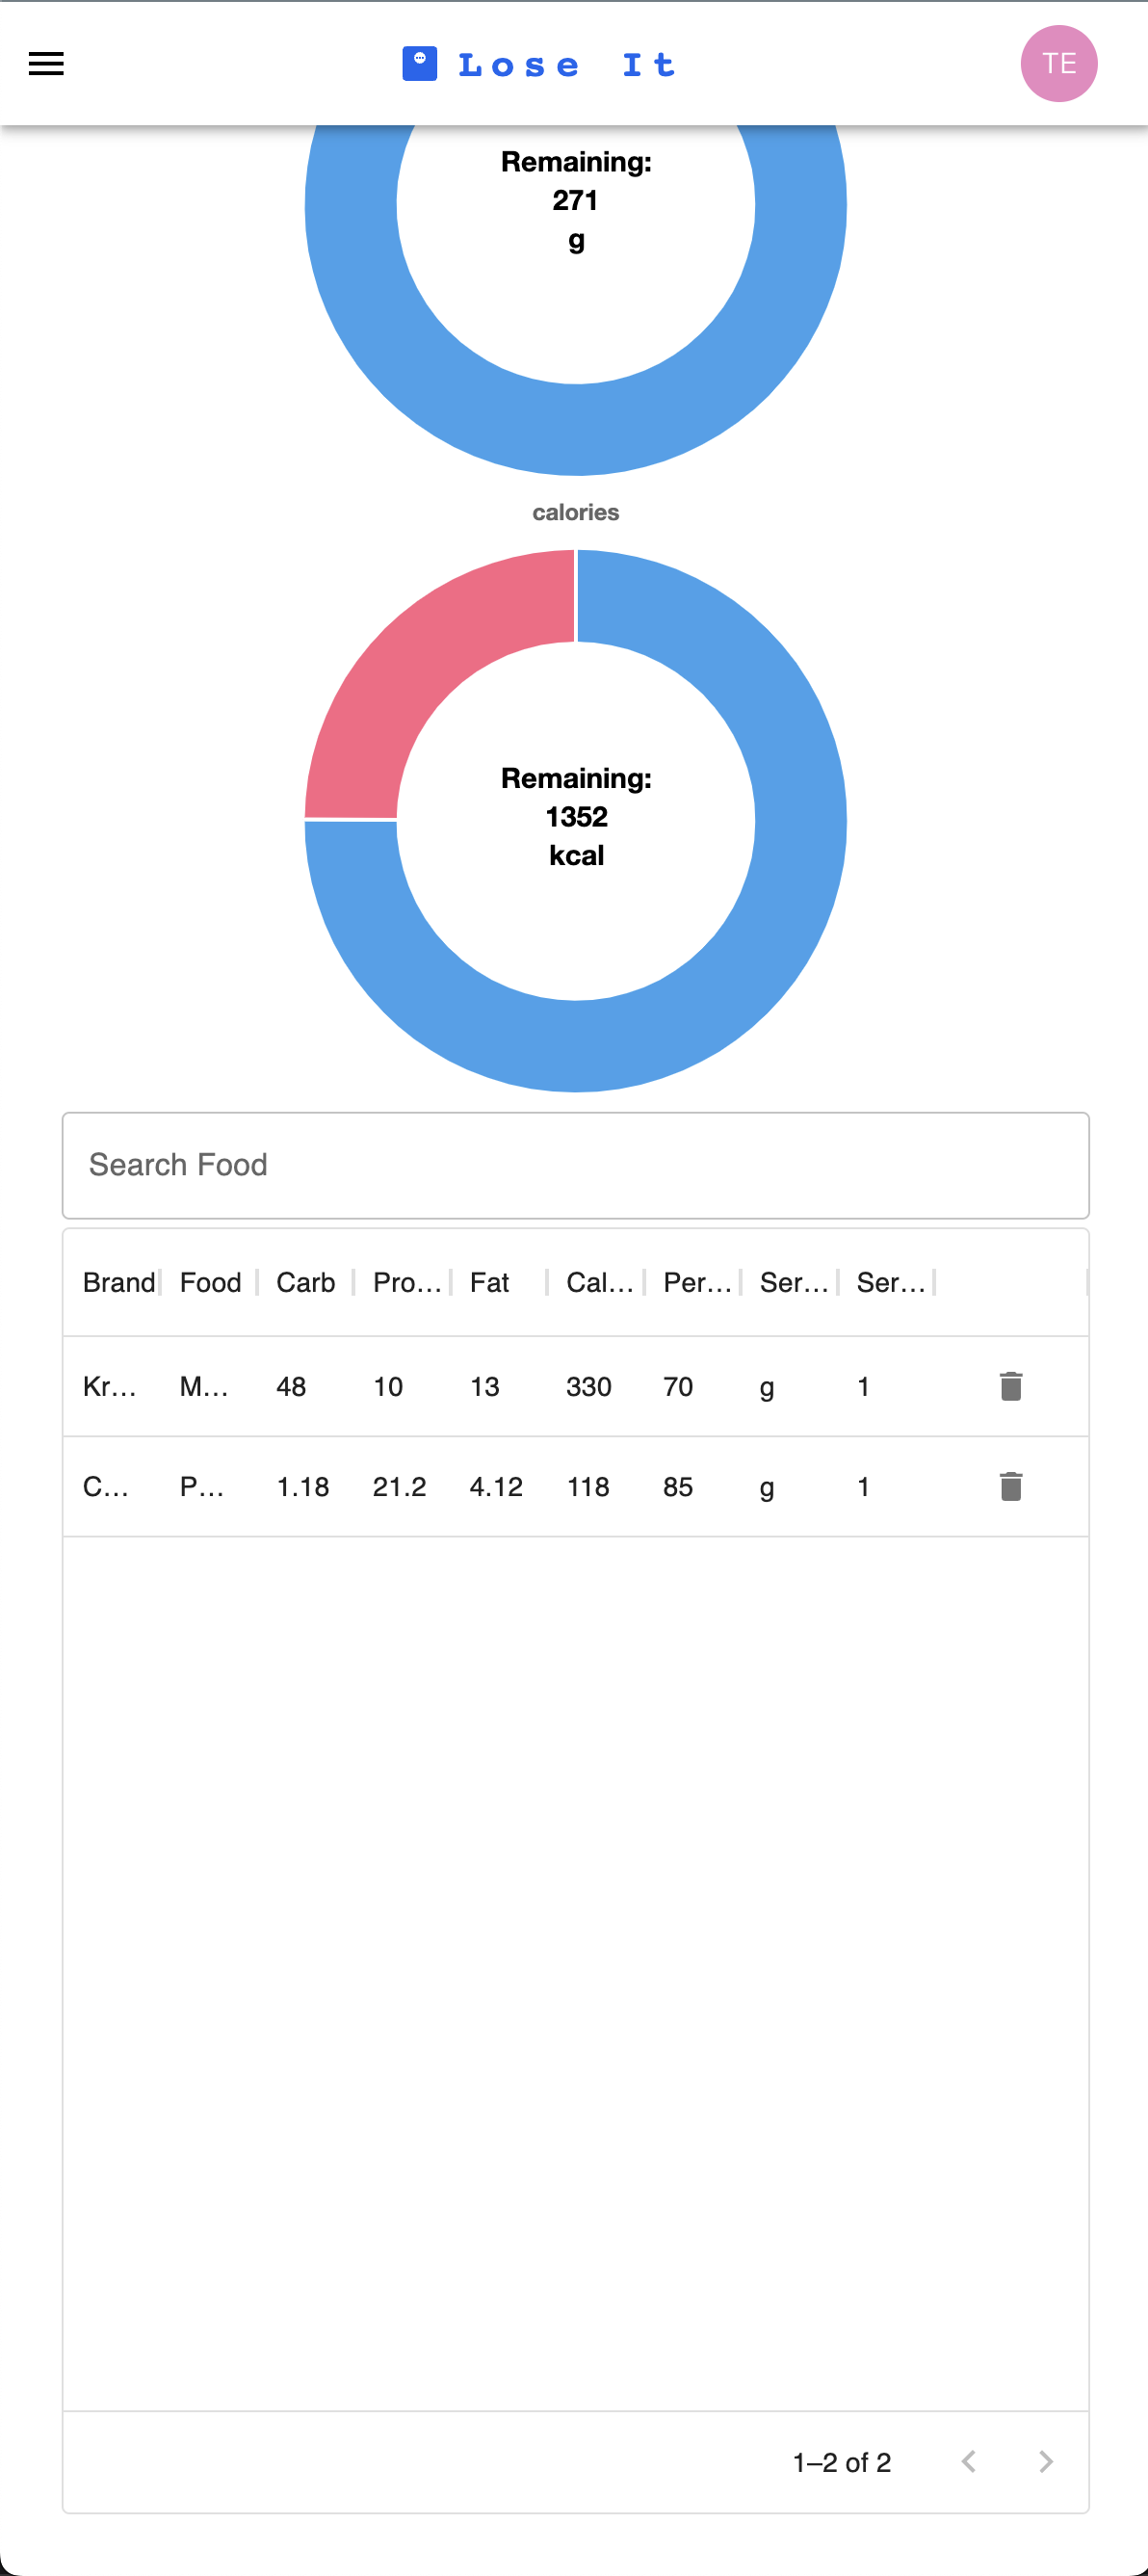 Lose It
TE
Remaining:
271
g
calories
Remaining:
1352
kcal
Search Food
Brand Food Carb Pro... Fat Cal... Per... Ser... Ser...
Kr... M... 48 10 13 330 70 g 1
C... P... 1.18 21.2 4.12 118 85 g 1
1–2 of 2